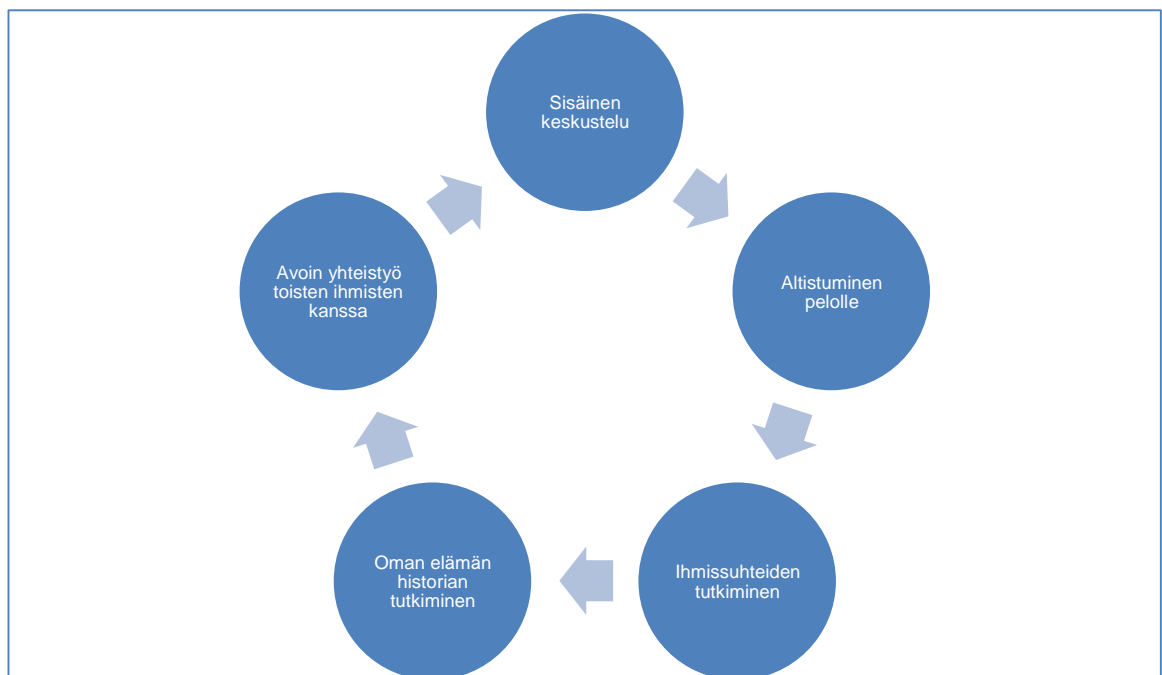 Sisäinen
keskustelu
Altistuminen
pelolle
Ihmissuhteiden
tutkiminen
Oman elämän
historian
tutkiminen
Avoin yhteistyö
toisten ihmisten
kanssa